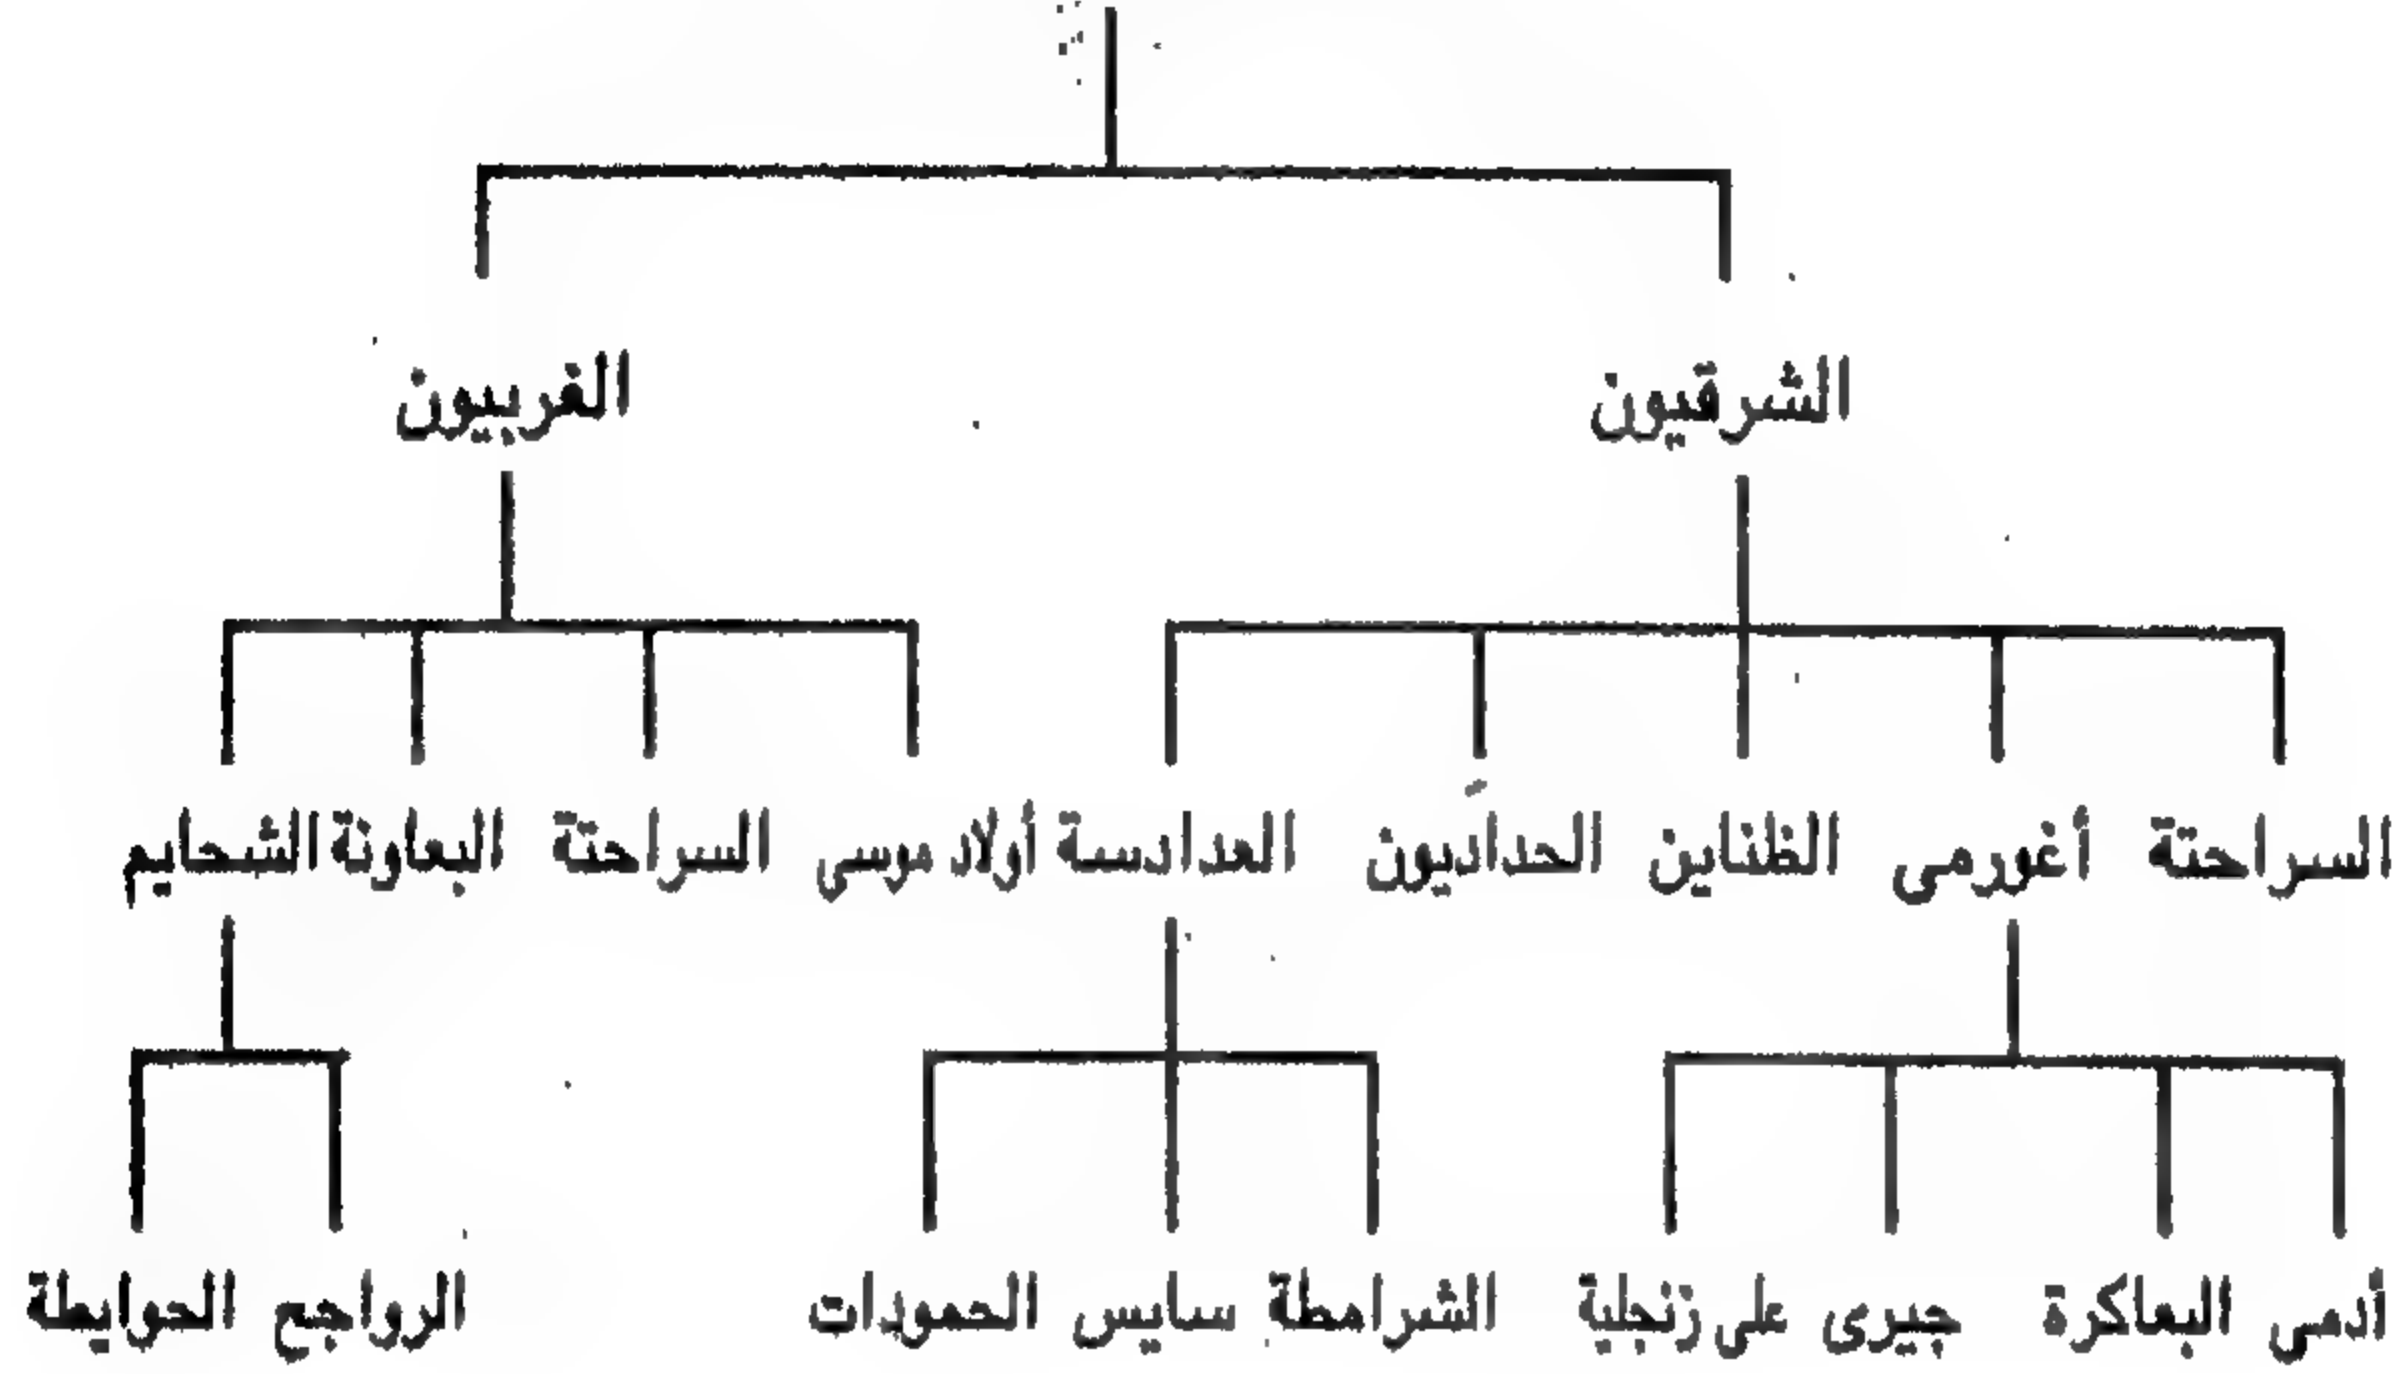 الشرقيون الغربيون
السراحتة أغورمى الظناين الحداديون العدادسة أولاد موسى السراحتة البعاونة الشحايم
أدمى البعاكرة جيرى على زنجلية الشرامطة سايس الحمودات الرواجح الحوايطة